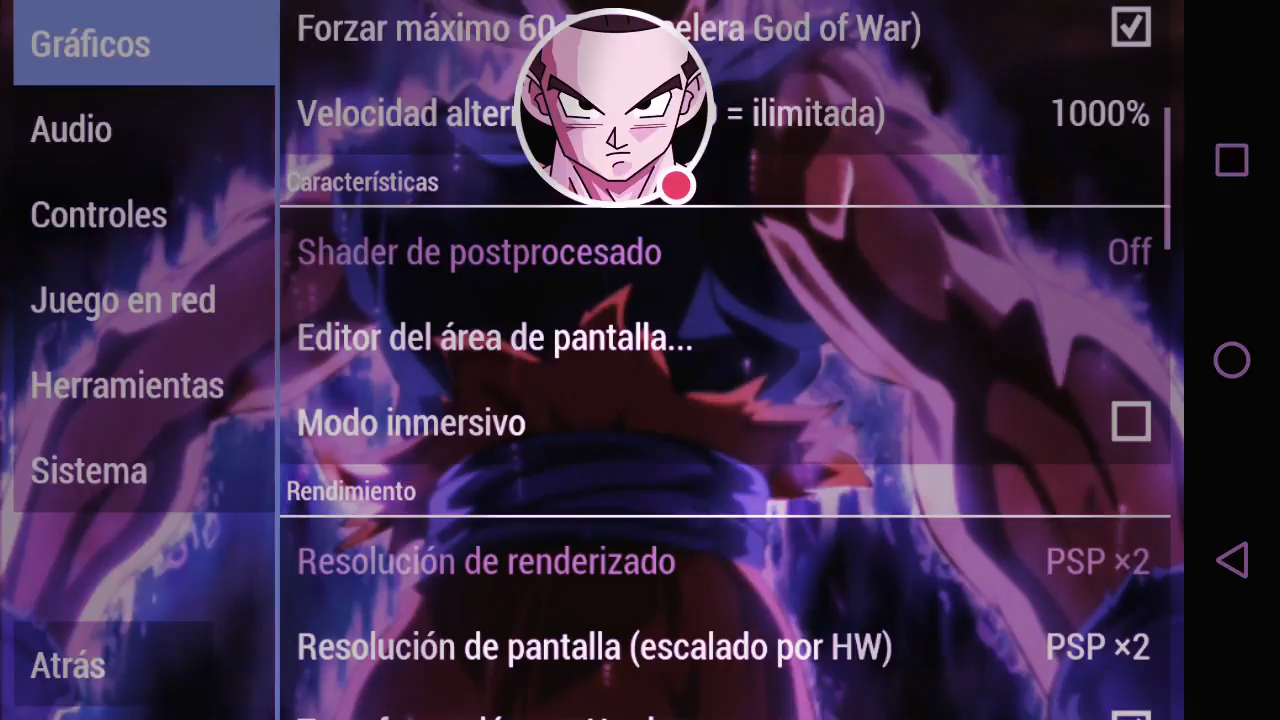 Gráficos
Audio
Controles
Juego en red
Herramientas
Sistema
Atrás
Forzar máximo 60 elera God of War)
Velocidad = ilimitada) 1000%
Características
Shader de postprocesado Off
Editor del área de pantalla...
Modo inmersivo
Rendimiento
Resolución de renderizado PSP ×2
Resolución de pantalla (escalado por HW) PSP ×2